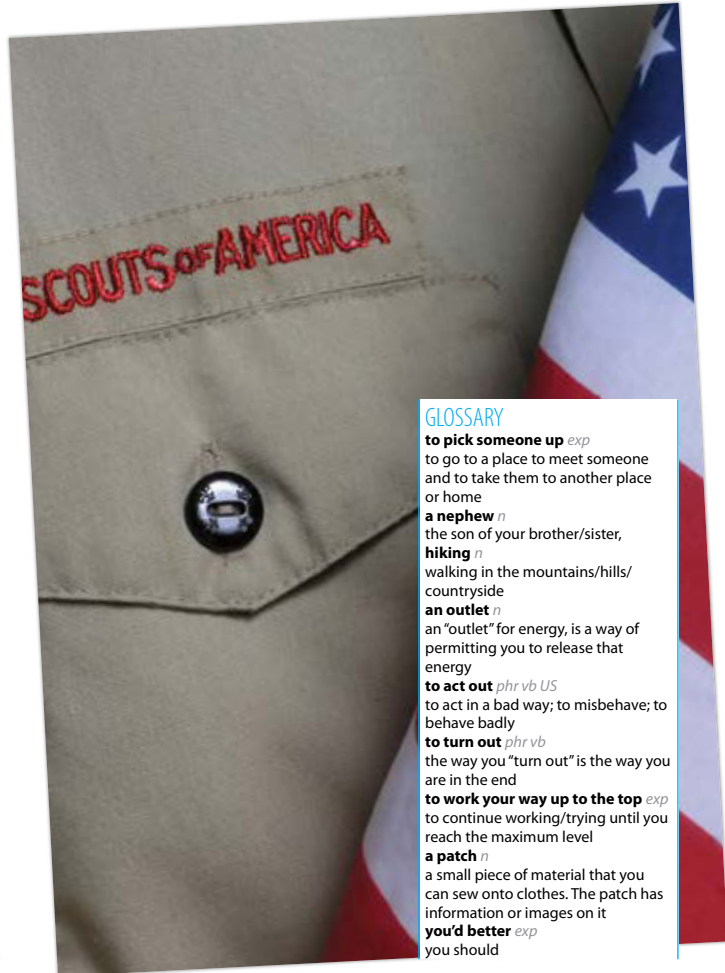 SCOUTS OF AMERICA
GLOSSARY
to pick someone up exp
to go to a place to meet someone
and to take them to another place
or home
a nephew n
the son of your brother/sister,
hiking n
walking in the mountains/hills/
countryside
an outlet n
an “outlet” for energy, is a way of
permitting you to release that
energy
to act out phr vb US
to act in a bad way; to misbehave; to
behave badly
to turn out phr vb
the way you “turn out” is the way you
are in the end
to work your way up to the top exp
to continue working/trying until you
reach the maximum level
a patch n
a small piece of material that you
can sew onto clothes. The patch has
information or images on it
you’d better exp
you should